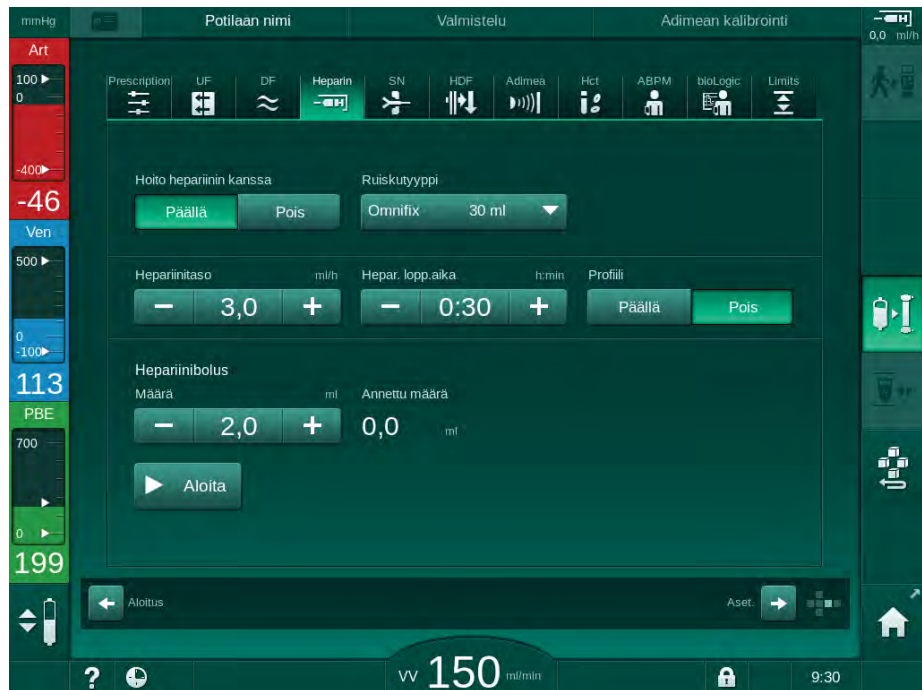 mmHg Potilaan nimi Valmistelu Adimean kalibrointi 0,0 ml/h
Art
100
0
-400
-46
Ven
500
0
-100
113
PBE
700
0
199
Prescription UF DF Heparin SN HDF Adimea Hct ABPM bioLogic Limits
Hoito hepariinin kanssa Ruiskutyyppi
Päällä Pois Omnifix 30 ml
Hepariinitaso ml/h Hepar. lopp.aika h:min Profiili
− 3,0 + − 0:30 + Päällä Pois
Hepariinibolus
Määrä ml Annettu määrä
− 2,0 + 0,0 ml
Aloita
Aloitus Aset.
? VV 150 ml/min 9:30